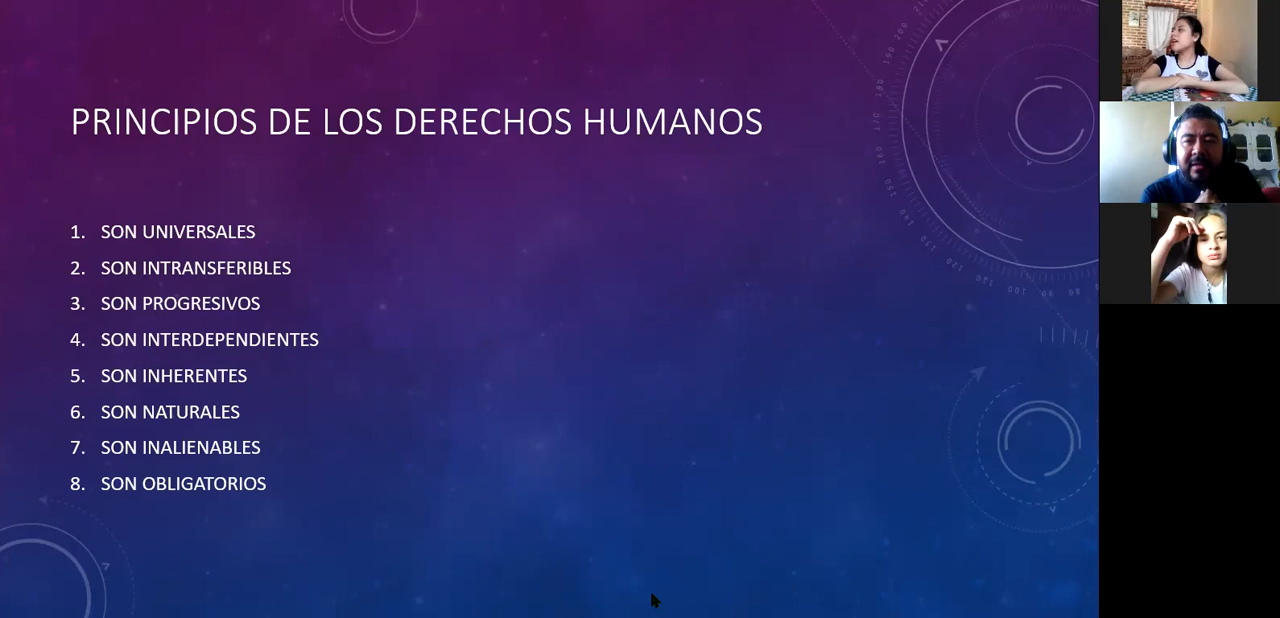 PRINCIPIOS DE LOS DERECHOS HUMANOS
1. SON UNIVERSALES
2. SON INTRANSFERIBLES
3. SON PROGRESIVOS
4. SON INTERDEPENDIENTES
5. SON INHERENTES
6. SON NATURALES
7. SON INALIENABLES
8. SON OBLIGATORIOS